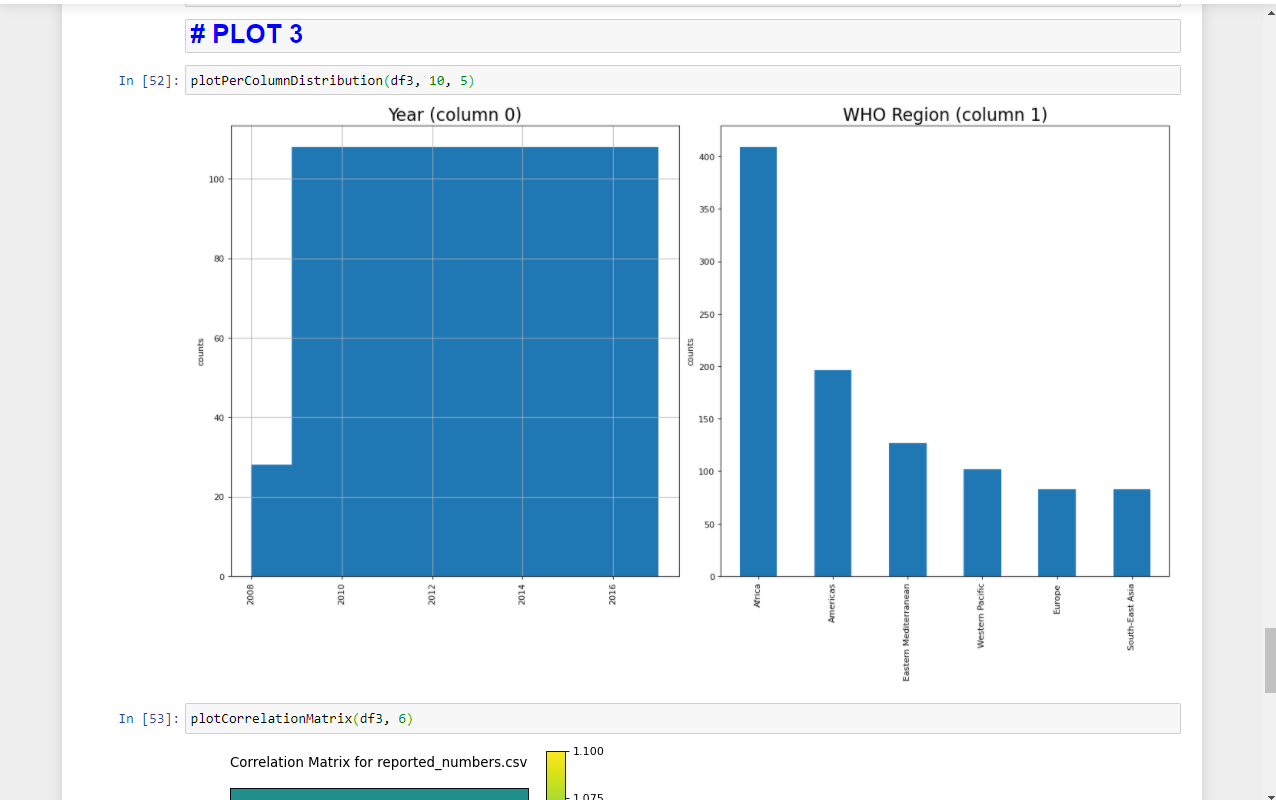 # PLOT 3
In [52]: plotPerColumnDistribution(df3, 10, 5)
Year (column 0)
100
80
60
40
20
0
counts
2008
2010
2012
2014
2016
WHO Region (column 1)
400
350
300
250
200
150
100
50
0
counts
Africa
Americas
Eastern Mediterranean
Western Pacific
Europe
South-East Asia
In [53]: plotCorrelationMatrix(df3, 6)
Correlation Matrix for reported_numbers.csv
1.100
1.075